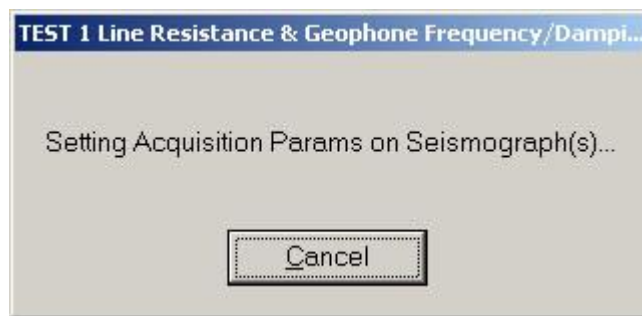 TEST 1 Line Resistance & Geophone Frequency/Dampi...
Setting Acquisition Params on Seismograph(s)...
Cancel